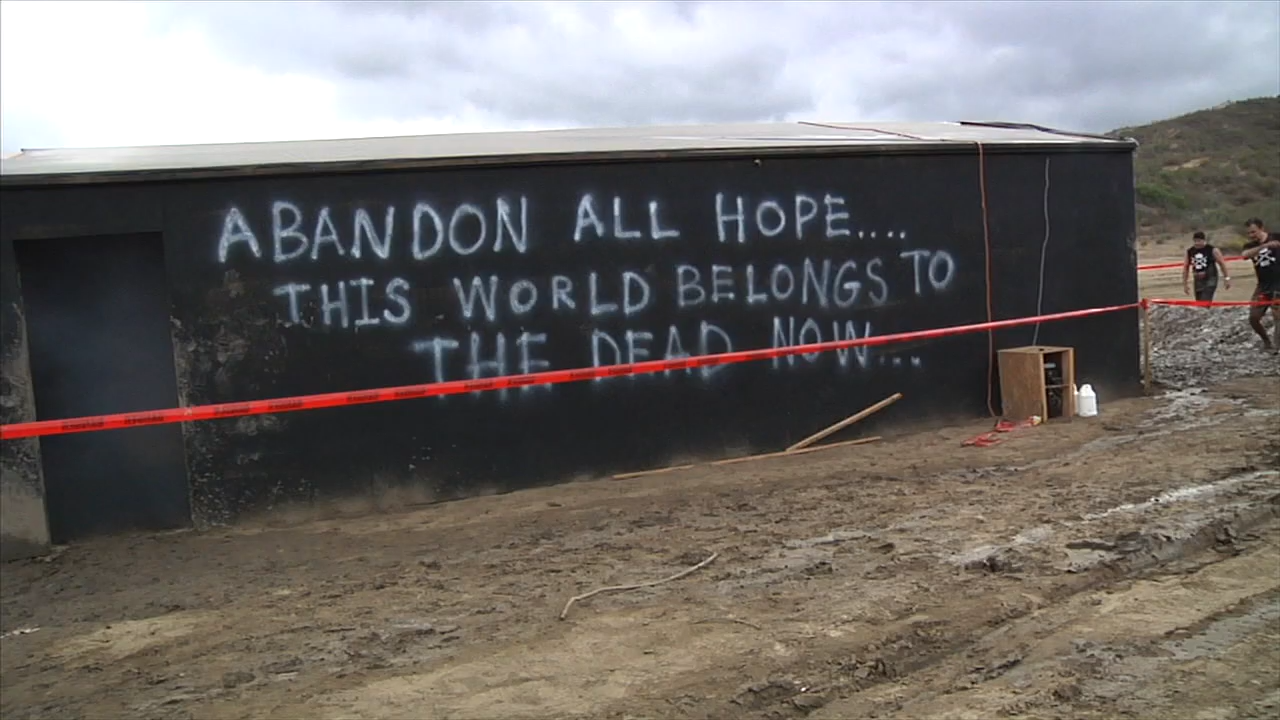 ABANDON ALL HOPE....
THIS WORLD BELONGS TO
THE DEAD NOW...